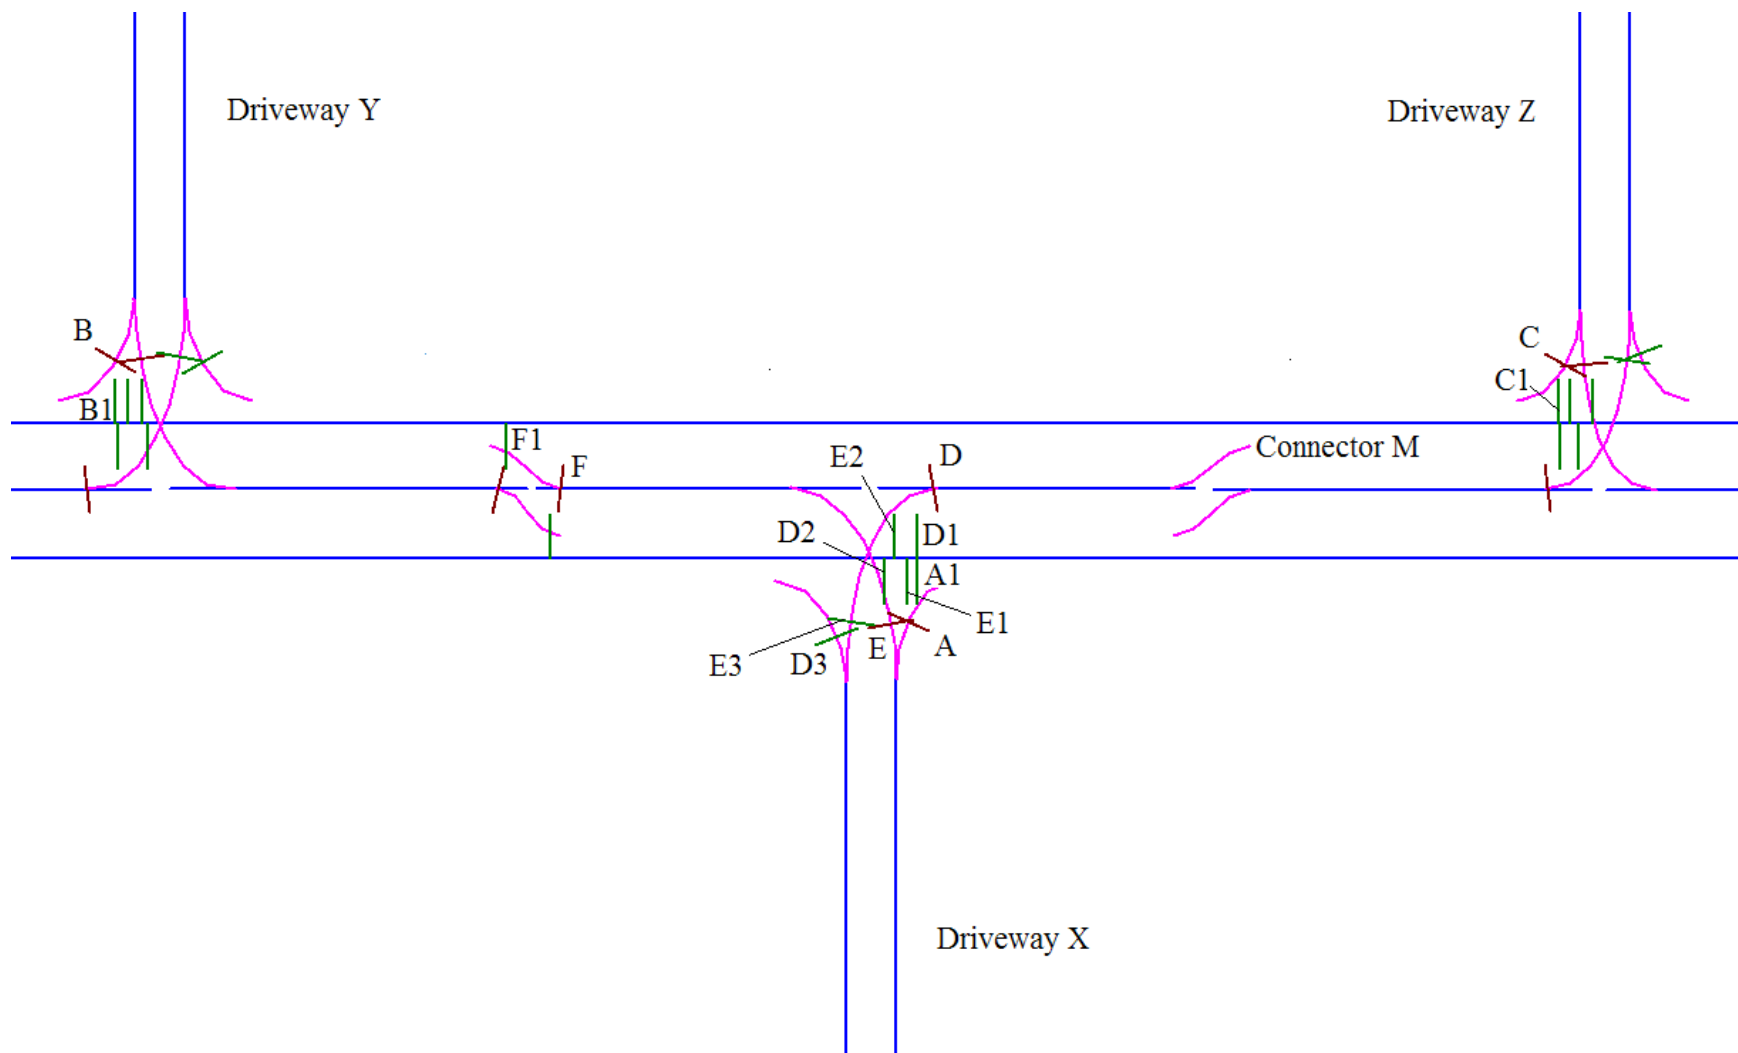 Driveway Y
Driveway Z
B
C
C1
B1
F1
F
E2
D
Connector M
D2
D1
A1
E1
E3
D3
E
A
Driveway X